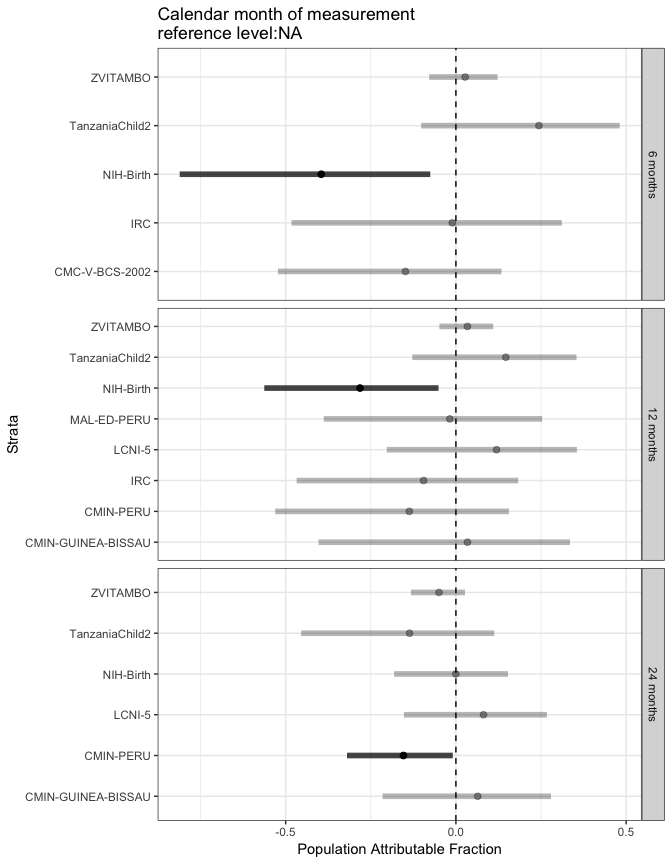 Calendar month of measurement
reference level:NA
ZVITAMBO
TanzaniaChild2
NIH-Birth
IRC
CMC-V-BCS-2002
6 months
ZVITAMBO
TanzaniaChild2
NIH-Birth
MAL-ED-PERU
LCNI-5
IRC
CMIN-PERU
CMIN-GUINEA-BISSAU
12 months
ZVITAMBO
TanzaniaChild2
NIH-Birth
LCNI-5
CMIN-PERU
CMIN-GUINEA-BISSAU
24 months
Strata
-0.5 0.0 0.5
Population Attributable Fraction